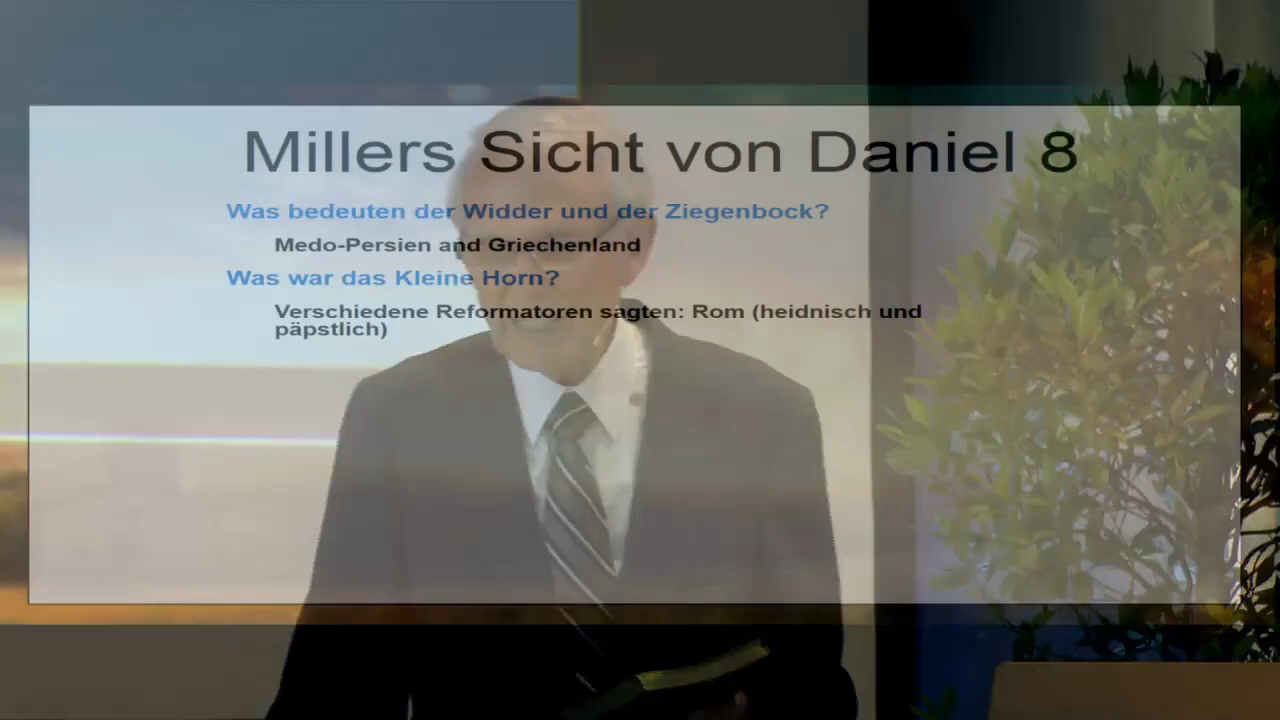 Millers Sicht von Daniel 8
Was bedeuten der Widder und der Ziegenbock?
Medo-Persien and Griechenland
Was war das Kleine Horn?
Verschiedene Reformatoren sagten: Rom (heidnisch und
päpstlich)